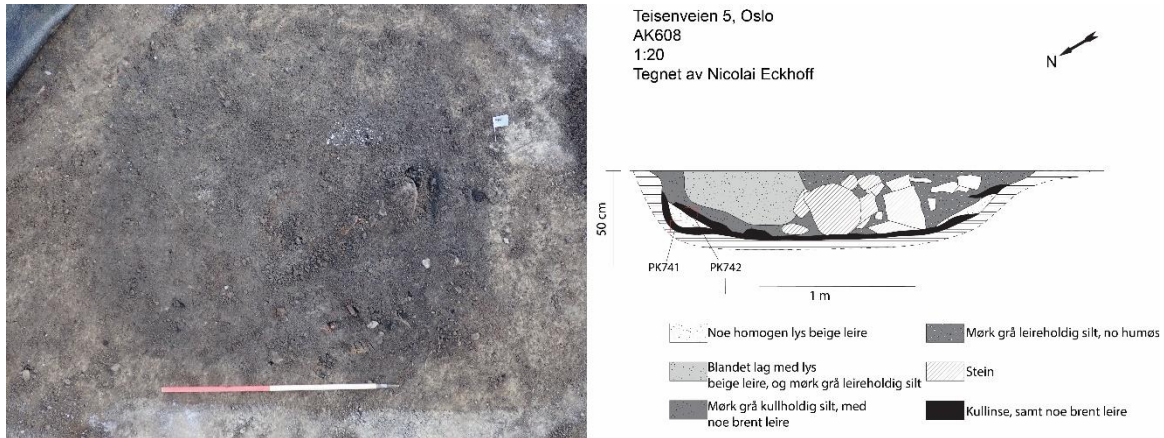 Teisenveien 5, Oslo
AK608
1:20
Tegnet av Nicolai Eckhoff
N
50 cm
PK741
PK742
1 m
Noe homogen lys beige leire
Blandet lag med lys
beige leire, og mørk grå leireholdig silt
Mørk grå kullholdig silt, med
noe brent leire
Mørk grå leireholdig silt, no humøs
Stein
Kullinse, samt noe brent leire